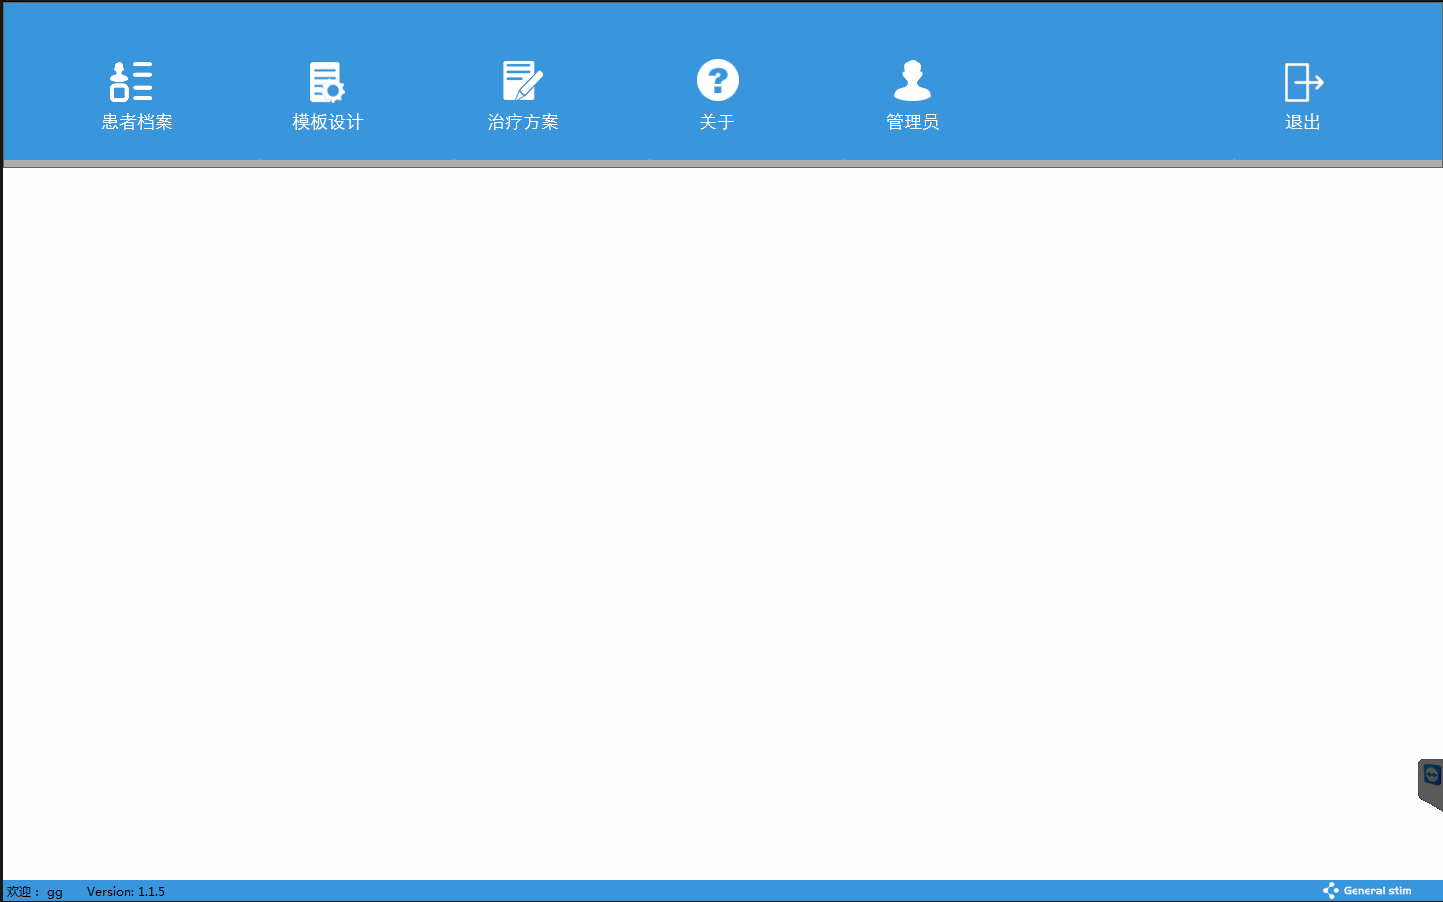 患者档案
模板设计
治疗方案
关于
管理员
退出
欢迎： gg
Version: 1.1.5
General stim